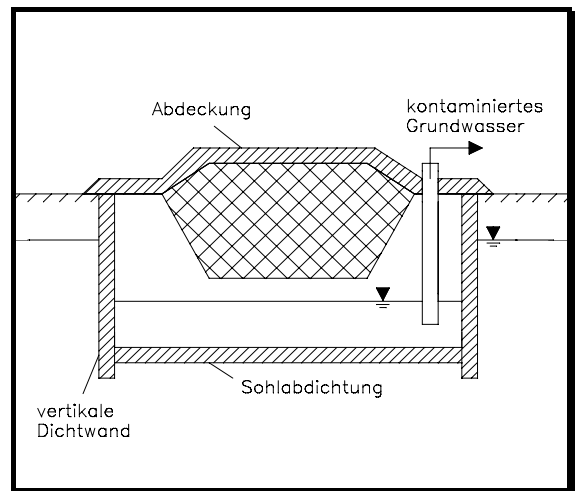 Abdeckung
kontaminiertes
Grundwasser
Sohlabdichtung
vertikale
Dichtwand